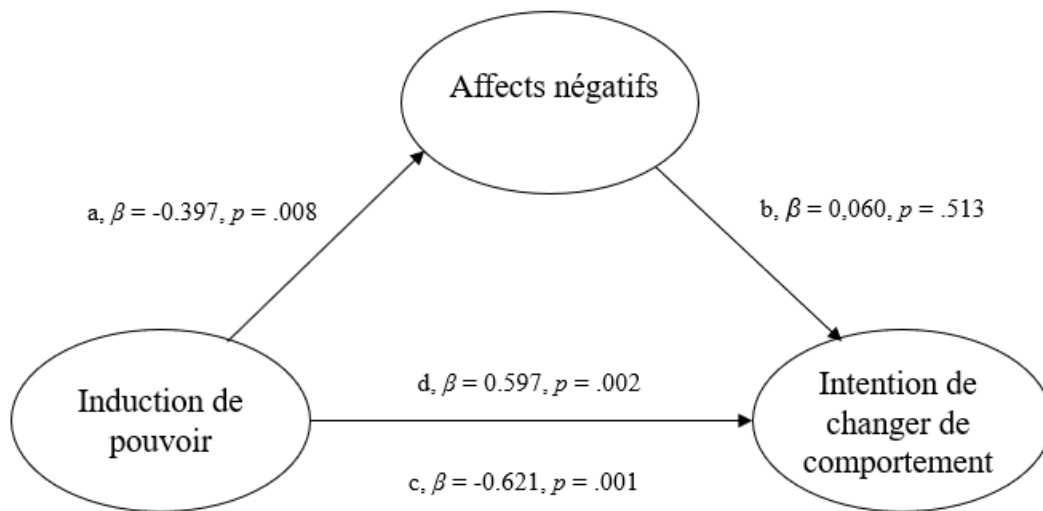 Affects négatifs
a, β = -0.397, p = .008
b, β = 0,060, p = .513
Induction de
pouvoir
d, β = 0.597, p = .002
c, β = -0.621, p = .001
Intention de
changer de
comportement